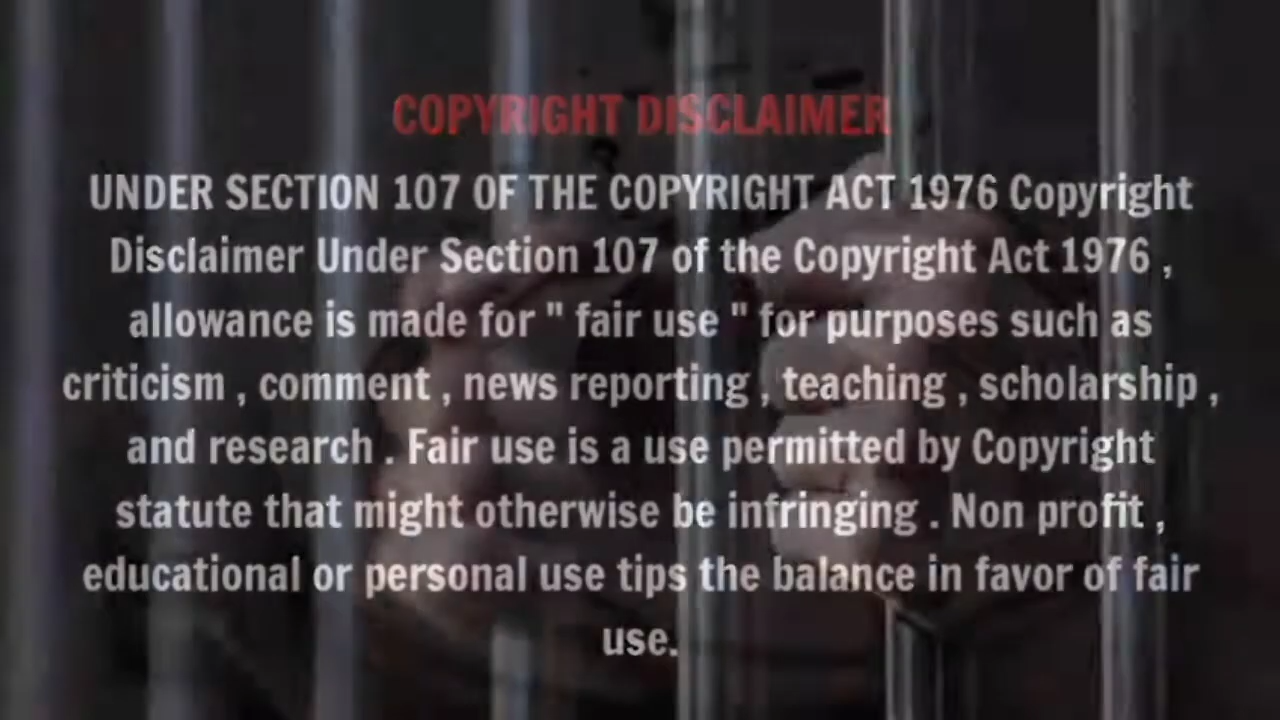 COPYRIGHT DISCLAIMER
UNDER SECTION 107 OF THE COPYRIGHT ACT 1976 Copyright
Disclaimer Under Section 107 of the Copyright Act 1976 ,
allowance is made for " fair use " for purposes such as
criticism , comment , news reporting , teaching , scholarship ,
and research . Fair use is a use permitted by Copyright
statute that might otherwise be infringing . Non profit ,
educational or personal use tips the balance in favor of fair
use.